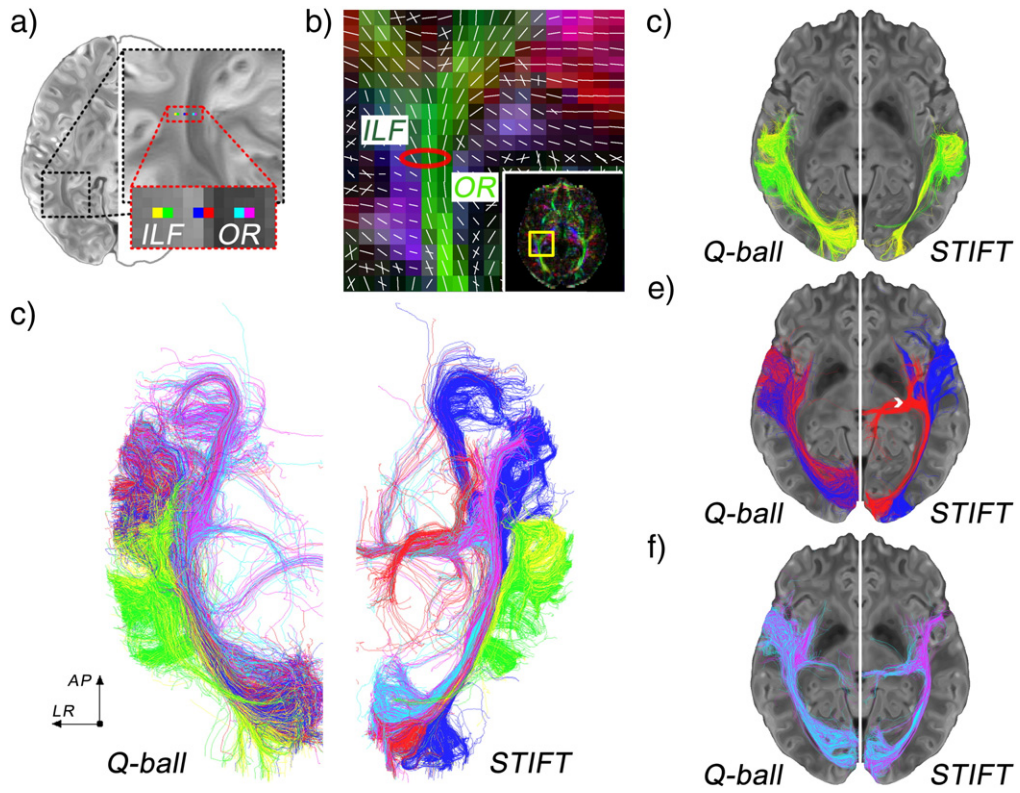 a)
ILF
OR
b)
ILF
OR
c)
Q-ball
STIFT
c)
AP
LR
Q-ball
STIFT
e)
Q-ball
STIFT
f)
Q-ball
STIFT